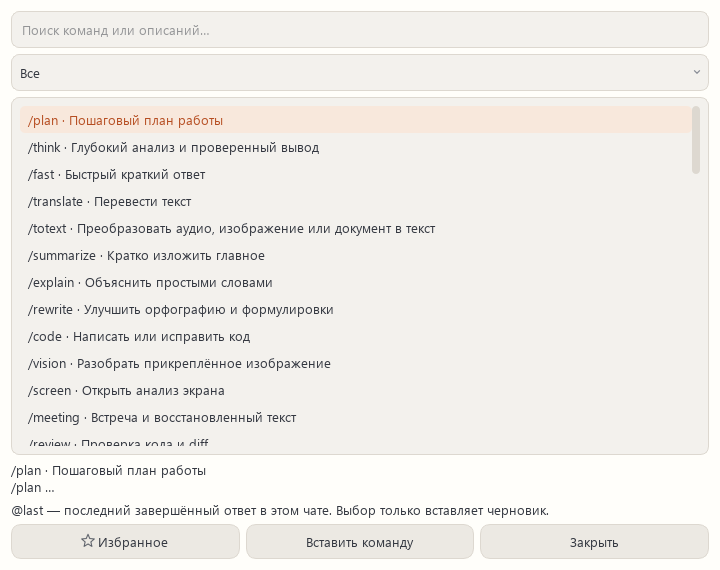 Поиск команд или описаний...
Все
/plan · Пошаговый план работы
/think · Глубокий анализ и проверенный вывод
/fast · Быстрый краткий ответ
/translate · Перевести текст
/totext · Преобразовать аудио, изображение или документ в текст
/summarize · Кратко изложить главное
/explain · Объяснить простыми словами
/rewrite · Улучшить орфографию и формулировки
/code · Написать или исправить код
/vision · Разобрать прикреплённое изображение
/screen · Открыть анализ экрана
/meeting · Встреча и восстановленный текст
/review · Проверка кода и diff
/plan · Пошаговый план работы
/plan ...
@last — последний завершённый ответ в этом чате. Выбор только вставляет черновик.
Избранное
Вставить команду
Закрыть